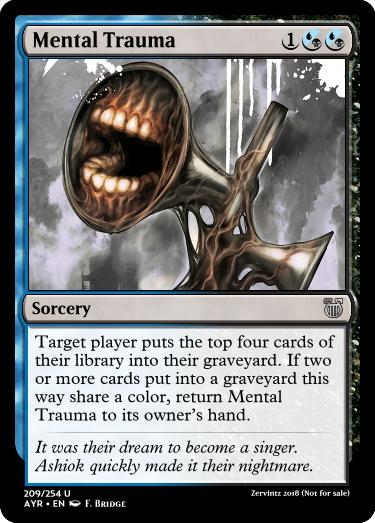 Mental Trauma 1
Sorcery
Target player puts the top four cards of
their library into their graveyard. If two
or more cards put into a graveyard this
way share a color, return Mental
Trauma to its owner's hand.
It was their dream to become a singer.
Ashiok quickly made it their nightmare.
209/254 U
AYR • EN F. BRIDGE
Zervintz 2018 (Not for sale)